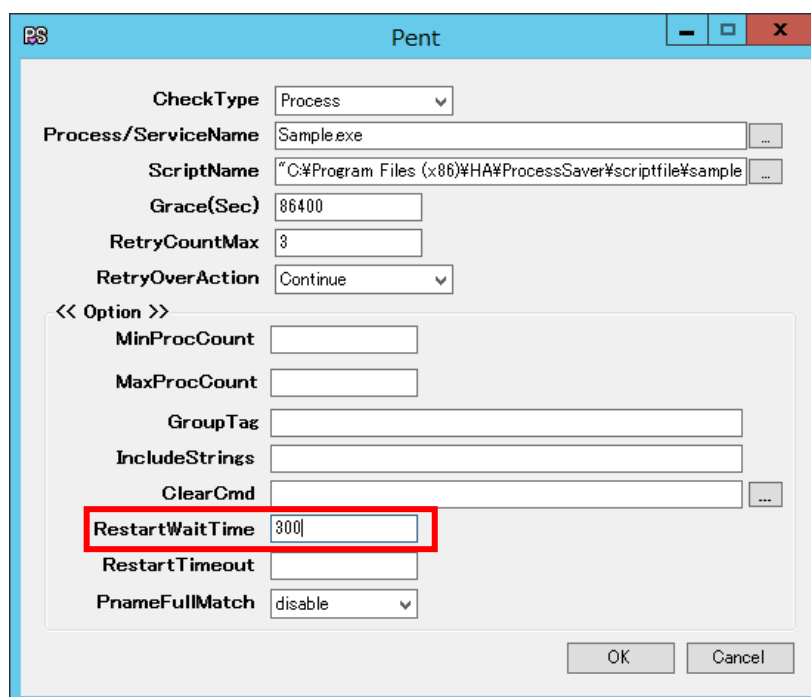 PS Pent
CheckType Process
Process/ServiceName Sample.exe ...
ScriptName "C:¥Program Files (x86)¥HA¥ProcessSaver¥scriptfile¥sample ...
Grace(Sec) 86400
RetryCountMax 3
RetryOverAction Continue
<< Option >>
MinProcCount
MaxProcCount
GroupTag
IncludeStrings
ClearCmd ...
RestartWaitTime 300
RestartTimeout
PnameFullMatch disable
OK Cancel